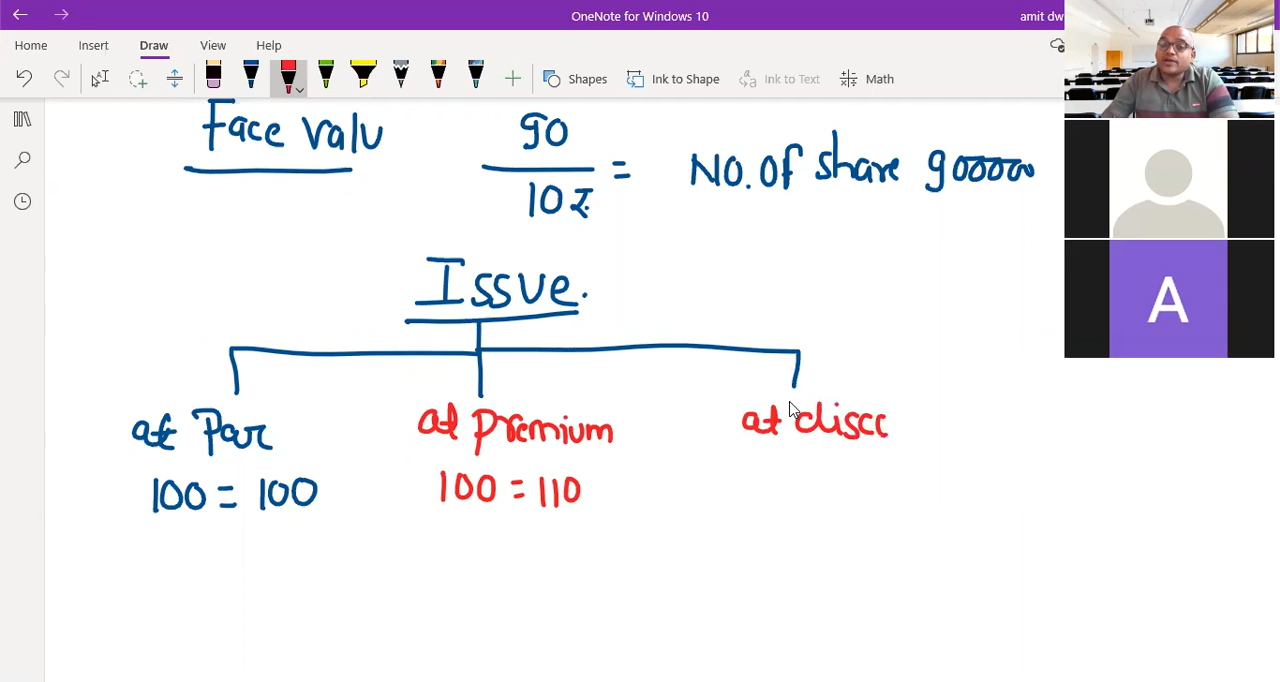 OneNote for Windows 10
amit dw
Home Insert Draw View Help
Shapes Ink to Shape Ink to Text Math
Face valu
90
10 =
No. Of share 900000
Issue.
at Par
at premium
at discc
100 = 100
100 = 110
A